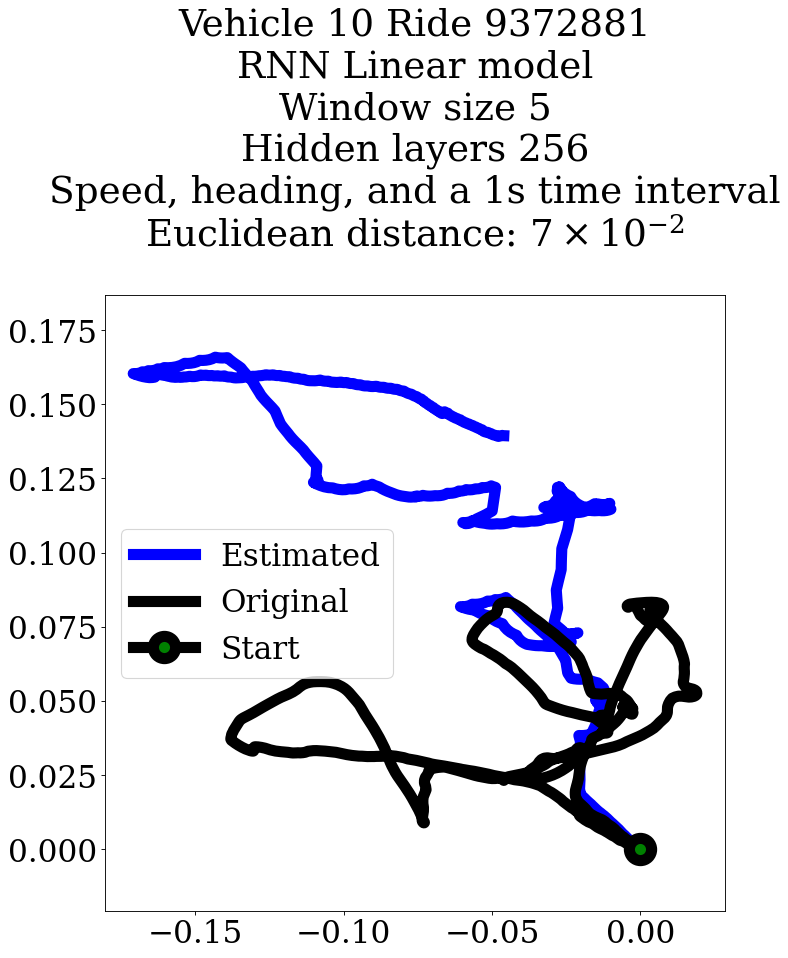 Vehicle 10 Ride 9372881
RNN Linear model
Window size 5
Hidden layers 256
Speed, heading, and a 1s time interval
Euclidean distance: 7 × 10⁻²
0.175
0.150
0.125
0.100
0.075
0.050
0.025
0.000
Estimated
Original
Start
−0.15 −0.10 −0.05 0.00